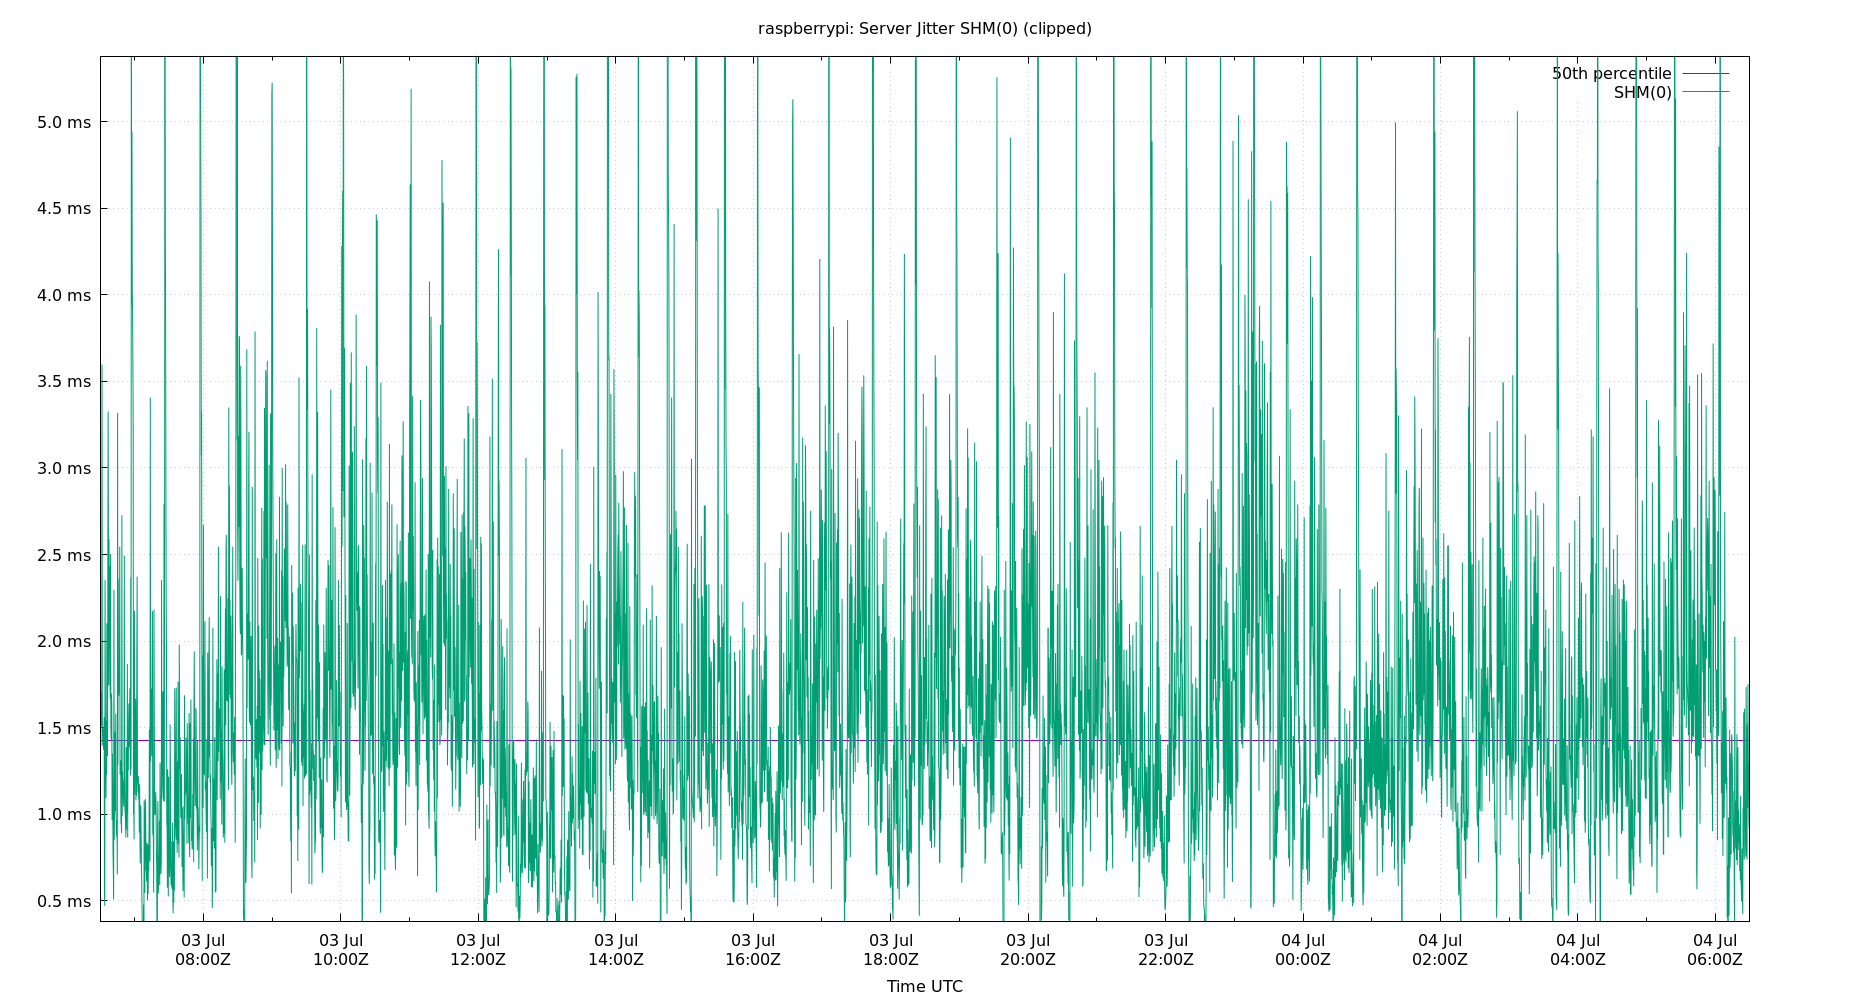 raspberrypi: Server Jitter SHM(0) (clipped)
50th percentile
SHM(0)
5.0 ms
4.5 ms
4.0 ms
3.5 ms
3.0 ms
2.5 ms
2.0 ms
1.5 ms
1.0 ms
0.5 ms
03 Jul 03 Jul 03 Jul 03 Jul 03 Jul 03 Jul 03 Jul 03 Jul 04 Jul 04 Jul 04 Jul 04 Jul
08:00Z 10:00Z 12:00Z 14:00Z 16:00Z 18:00Z 20:00Z 22:00Z 00:00Z 02:00Z 04:00Z 06:00Z
Time UTC